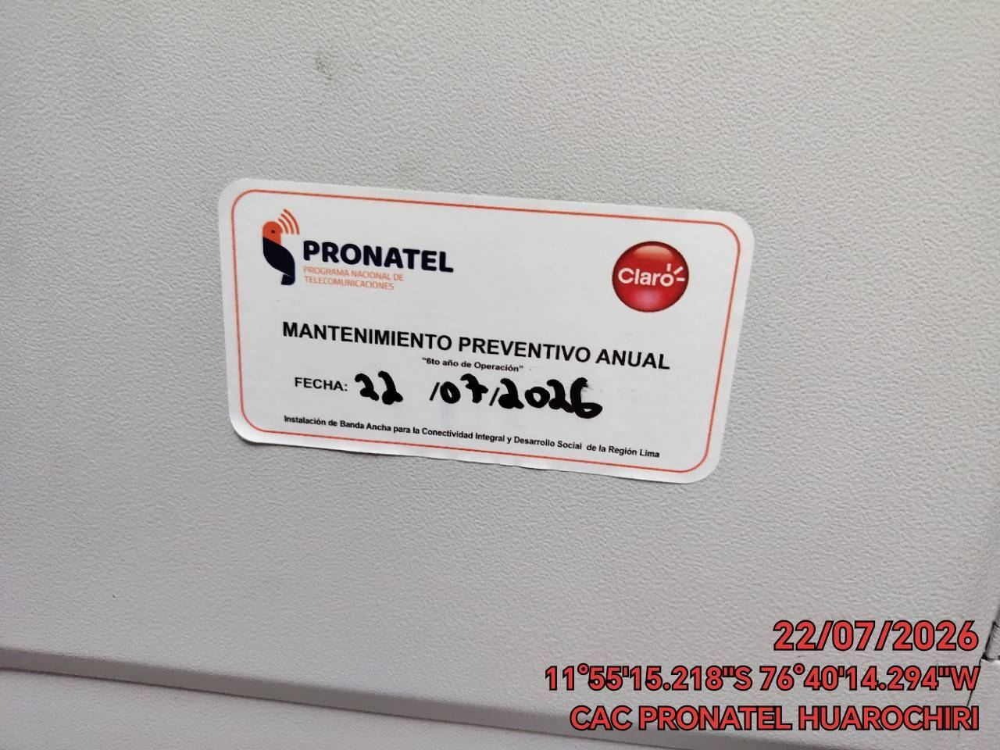 PRONATEL
PROGRAMA NACIONAL DE
TELECOMUNICACIONES
Claro
MANTENIMIENTO PREVENTIVO ANUAL
"6to año de Operación"
FECHA: 22 /07/2026
Instalación de Banda Ancha para la Conectividad Integral y Desarrollo Social de la Región Lima
22/07/2026
11°55'15.218"S 76°40'14.294"W
CAC PRONATEL HUAROCHIRI